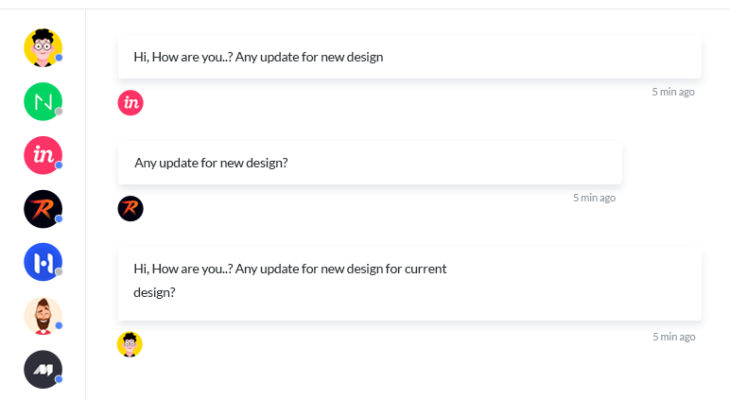 Hi, How are you..? Any update for new design
5 min ago
in
in
Any update for new design?
5 min ago
R
R
Hi, How are you..? Any update for new design for current
design?
5 min ago